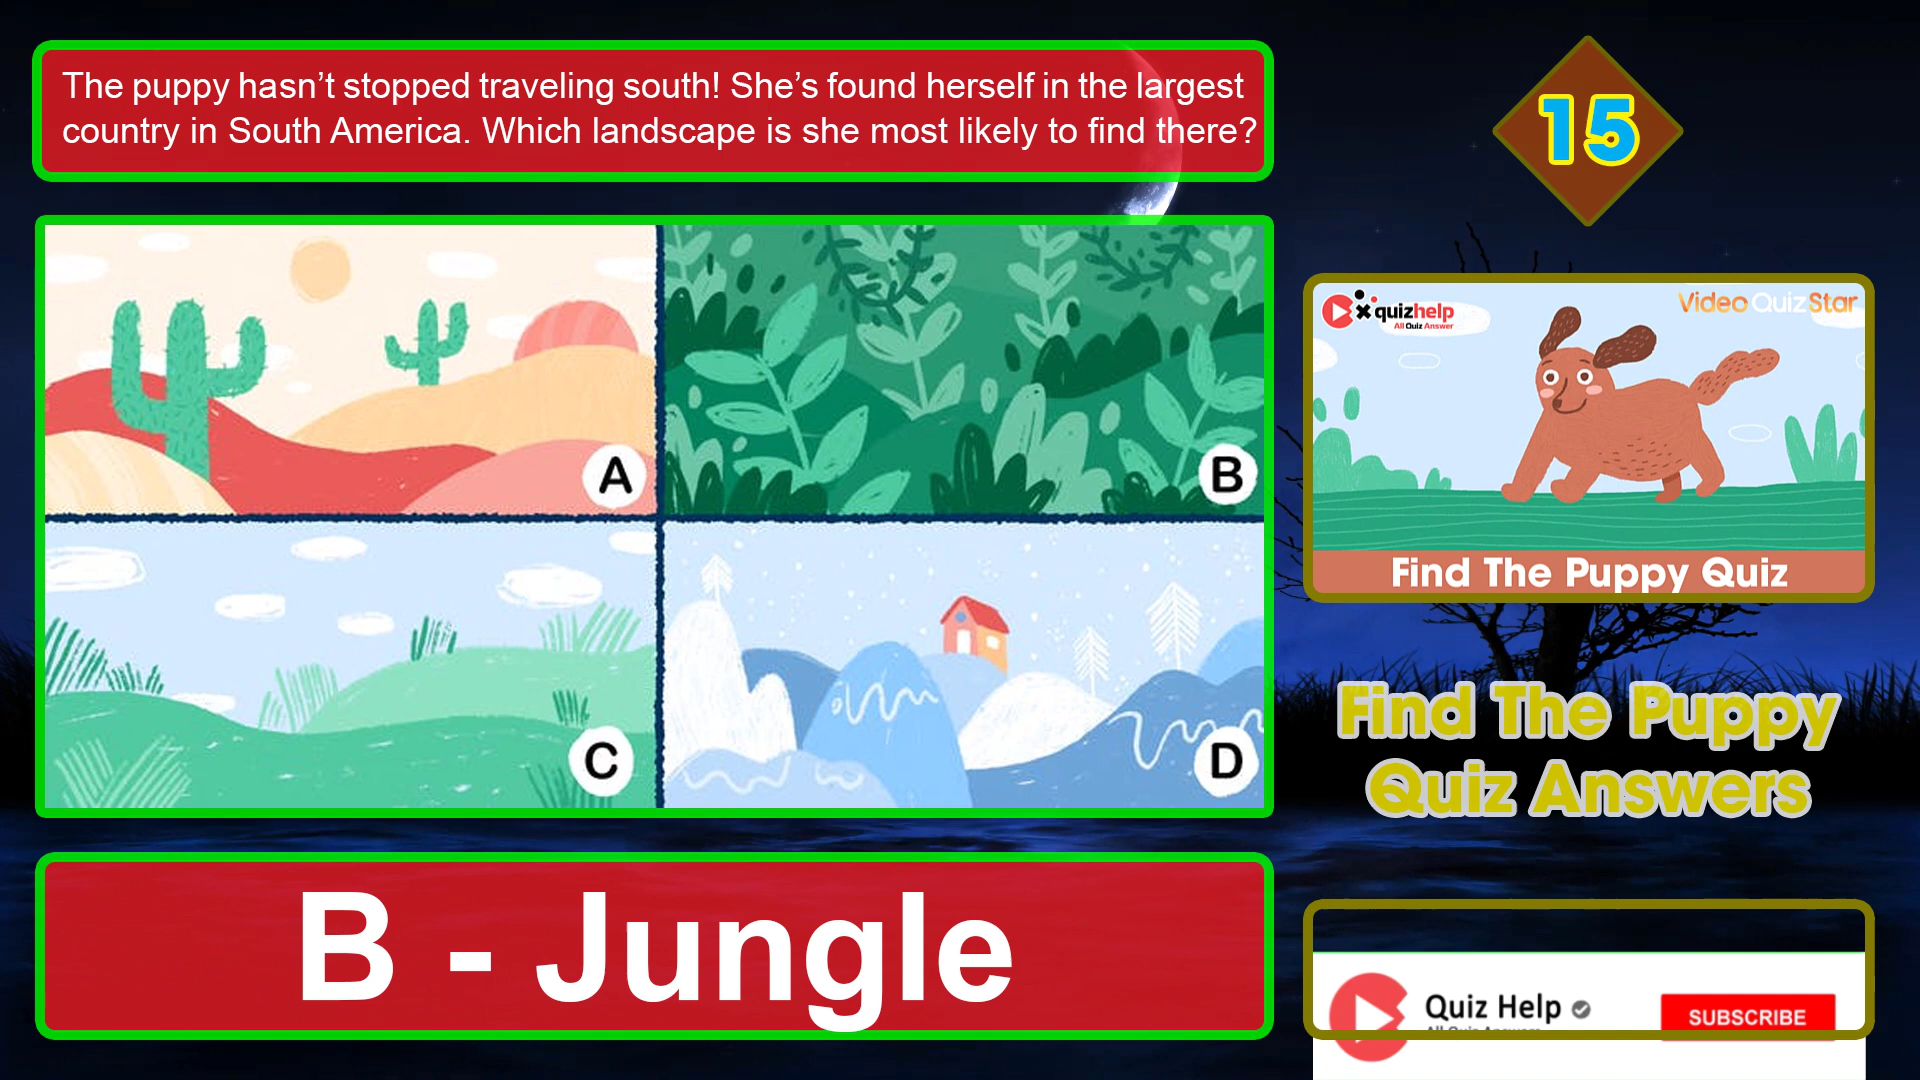 The puppy hasn’t stopped traveling south! She’s found herself in the largest
country in South America. Which landscape is she most likely to find there?
15
A
B
C
D
B - Jungle
quizhelp
All Quiz Answer
Video Quiz Star
Find The Puppy Quiz
Find The Puppy
Quiz Answers
Quiz Help
SUBSCRIBE